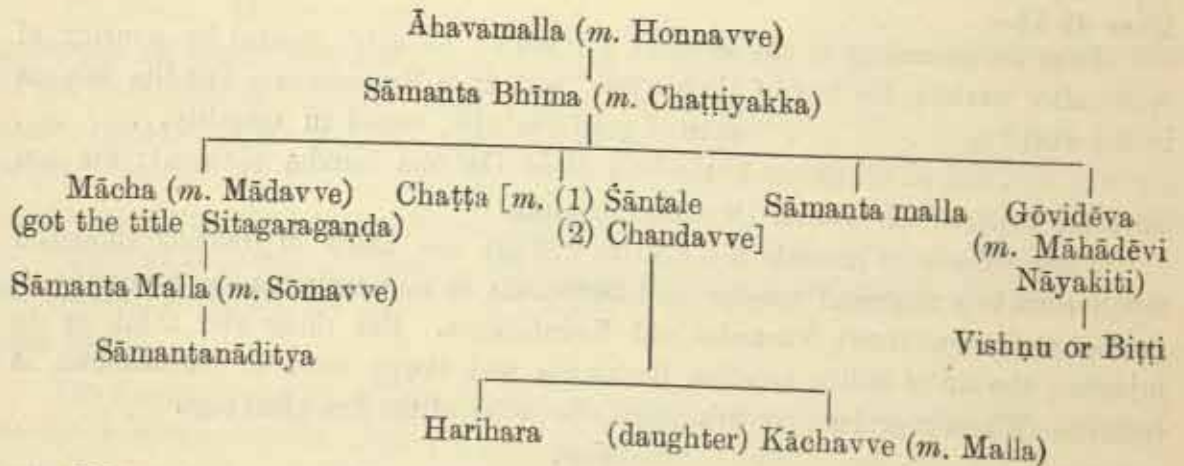 Āhavamalla (m. Honnavve)
Sāmanta Bhīma (m. Chaṭṭiyakka)
Mācha (m. Mādavve)
(got the title Sitagaragaṇḍa)
Chaṭṭa [m. (1) Śāntale
(2) Chandavve]
Sāmanta malla
Gōvidēva
(m. Māhādēvi
Nāyakiti)
Sāmanta Malla (m. Sōmavve)
Sāmantanāditya
Vishṇu or Biṭṭi
Harihara
(daughter) Kāchavve (m. Malla)